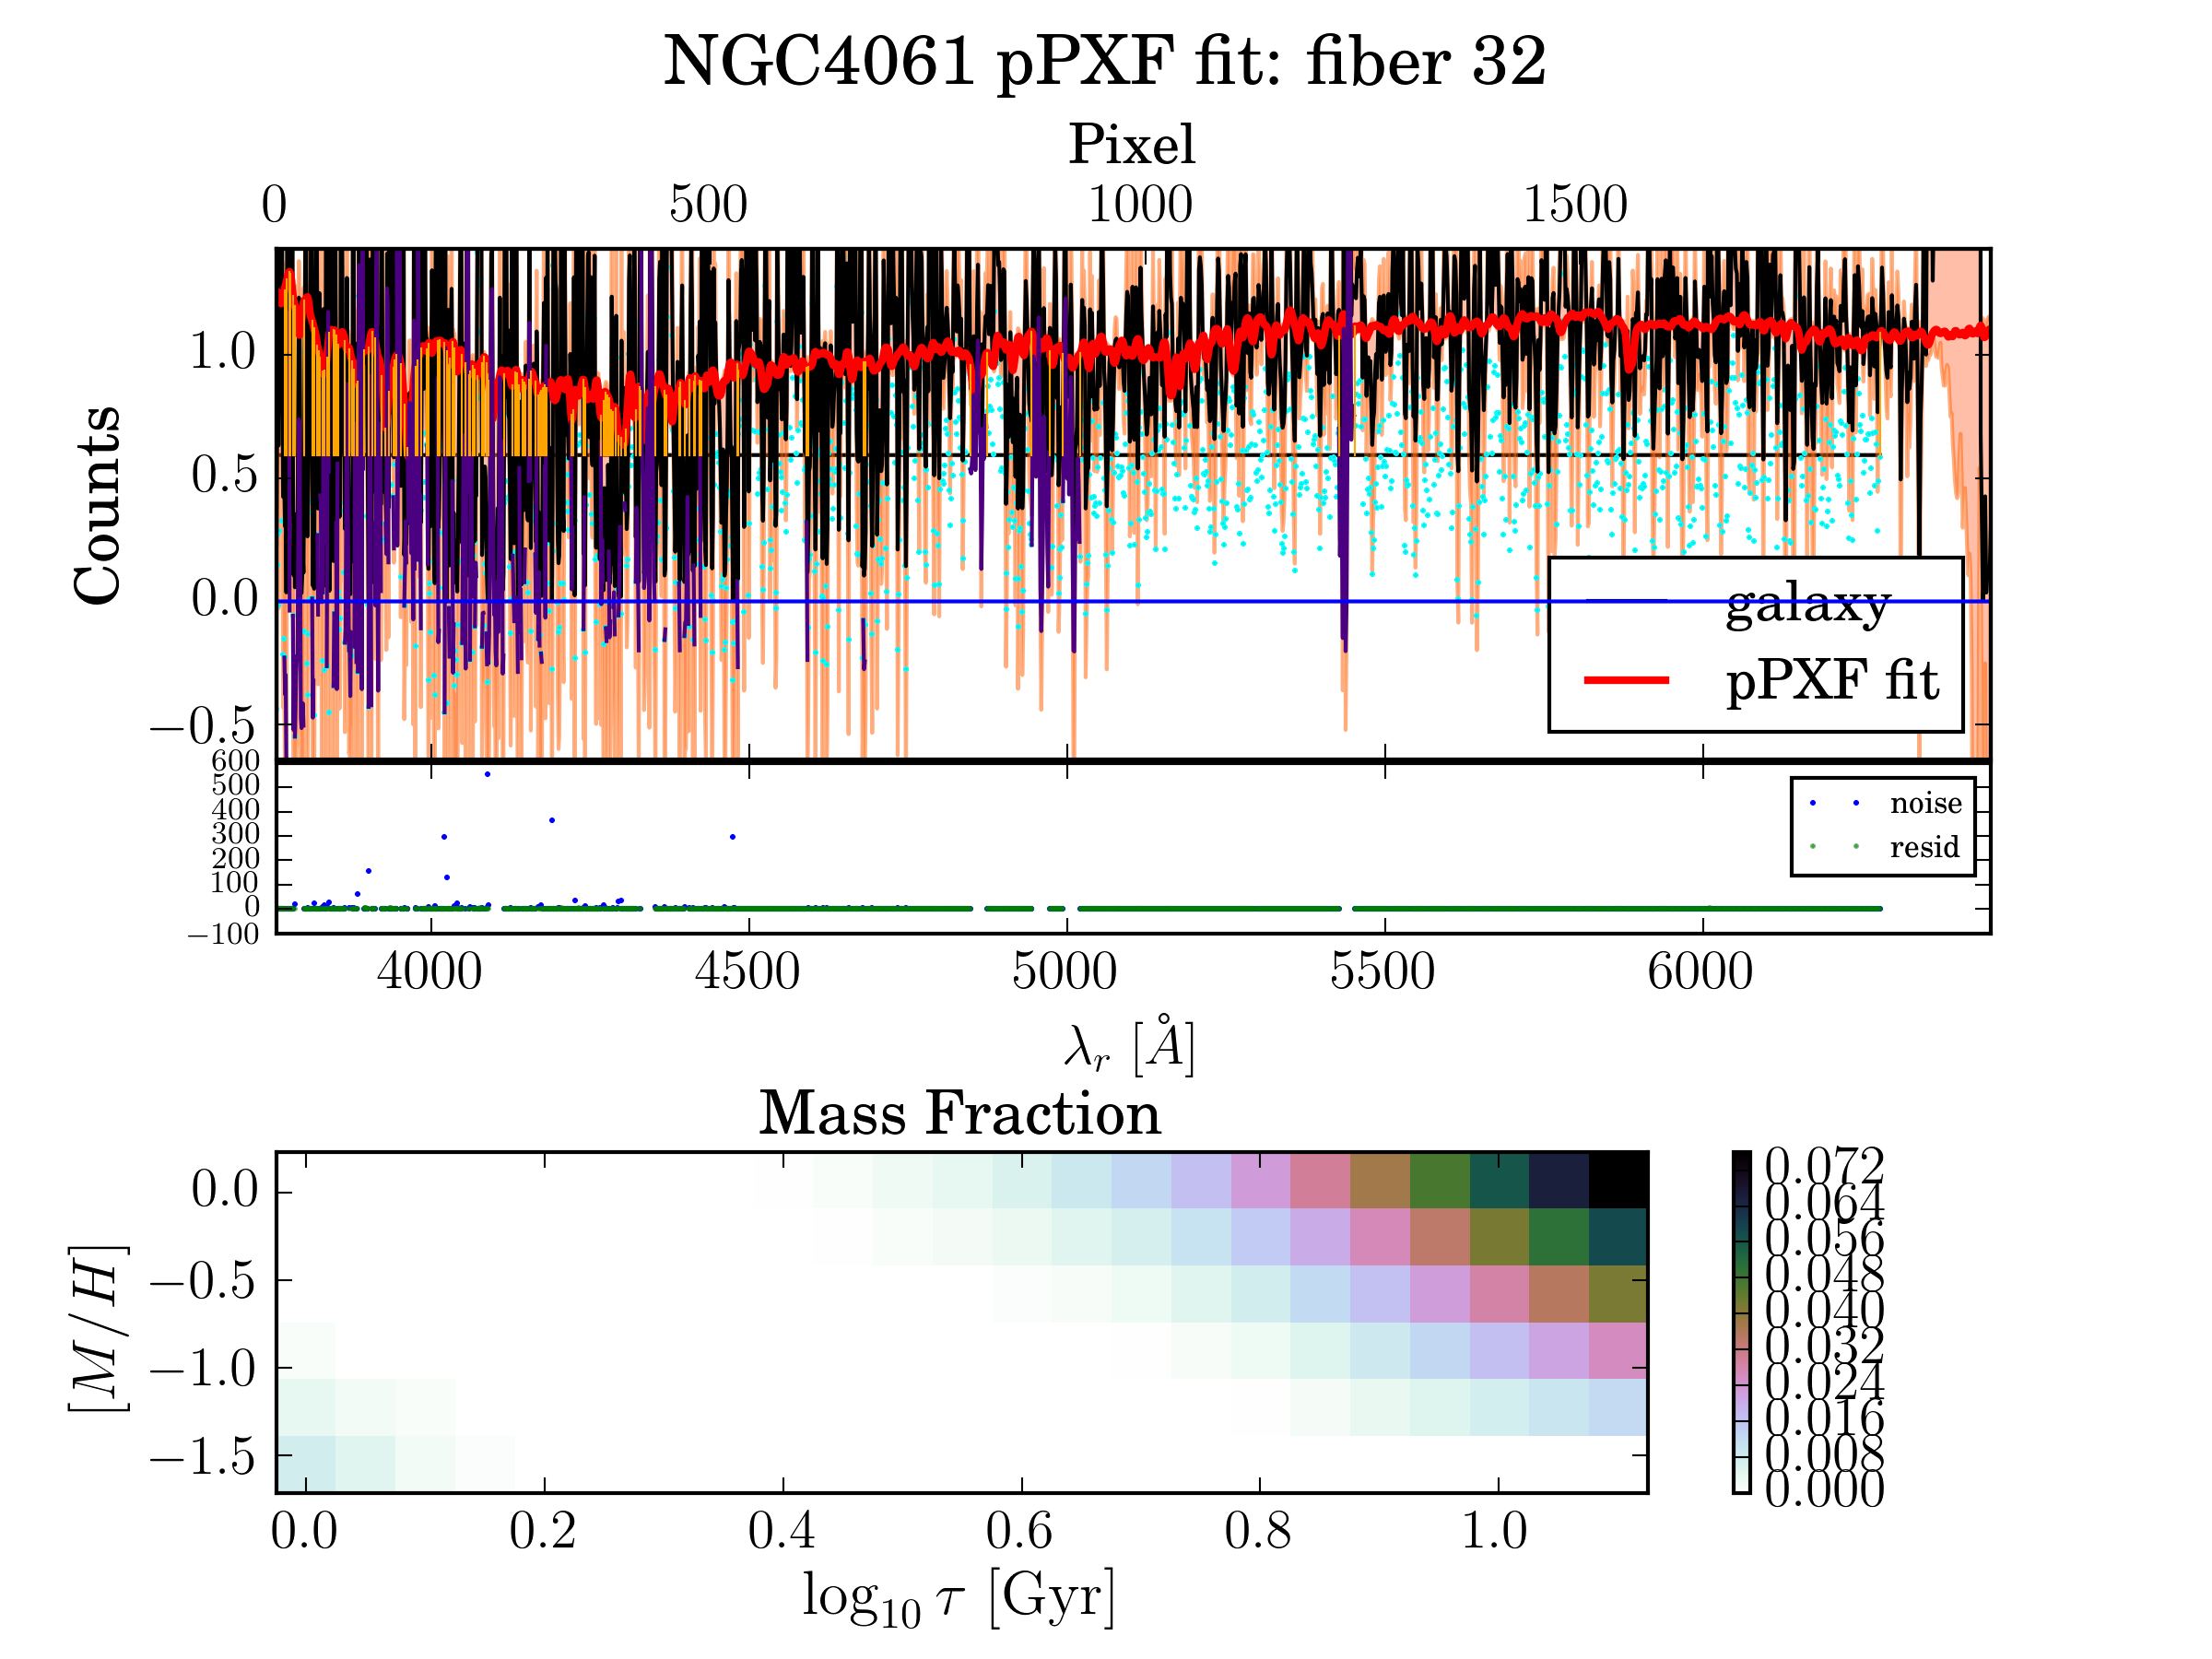 NGC4061 pPXF fit: fiber 32
Pixel
0 500 1000 1500
Counts
1.0
0.5
0.0
−0.5
galaxy
pPXF fit
600
500
400
300
200
100
0
−100
noise
resid
4000 4500 5000 5500 6000
λr [Å]
Mass Fraction
[M/H]
0.0
−0.5
−1.0
−1.5
0.0 0.2 0.4 0.6 0.8 1.0
log10 τ [Gyr]
0.072
0.064
0.056
0.048
0.040
0.032
0.024
0.016
0.008
0.000